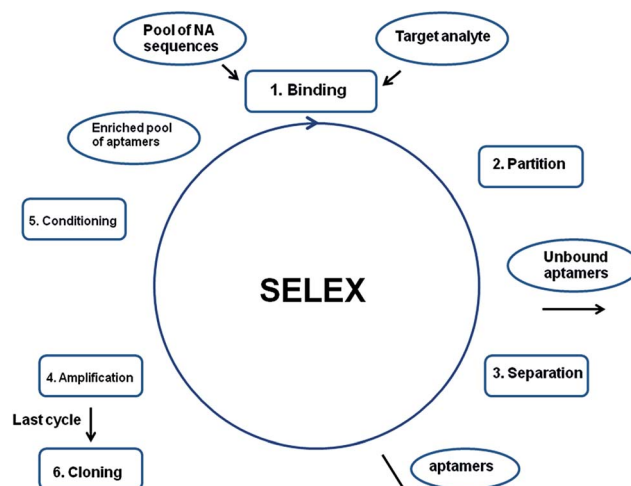 Pool of NA
sequences
Target analyte
1. Binding
Enriched pool
of aptamers
2. Partition
5. Conditioning
Unbound
aptamers
SELEX
4. Amplification
3. Separation
Last cycle
6. Cloning
aptamers